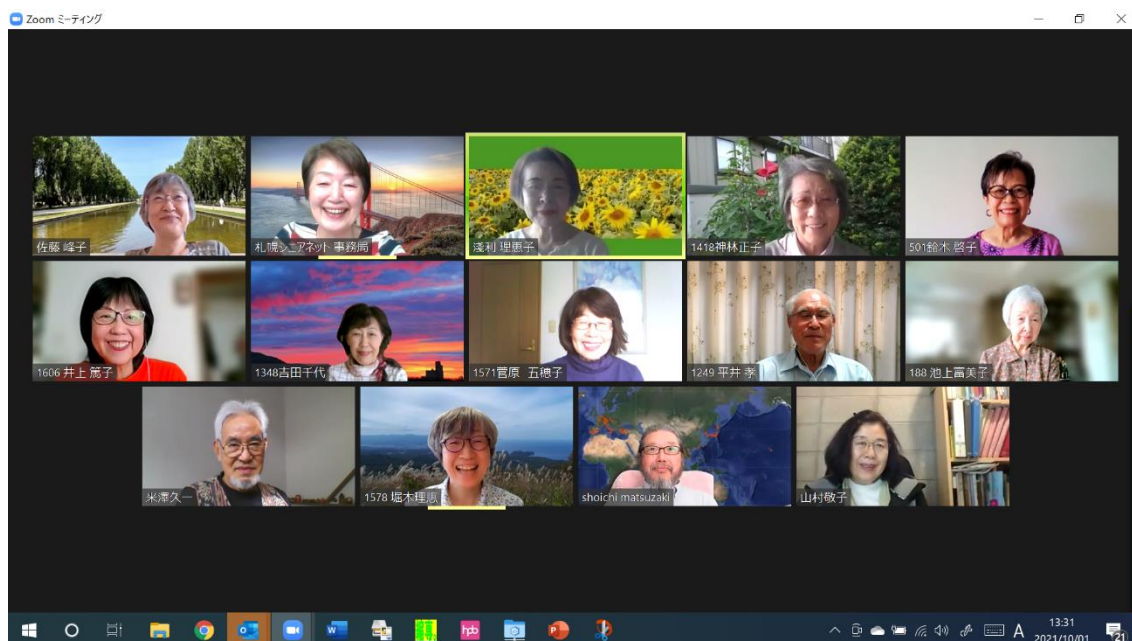 Zoom ミーティング
佐藤 峰子
札幌シニアネット 事務局
淺利 理恵子
1418神林正子
501鈴木 啓子
1606 井上 篤子
1348吉田千代
1571菅原 五穂子
1249 平井 孝
188 池上富美子
米澤久一
1578 堀木理恵
shoichi matsuzaki
山村敬子
hpb
A
13:31
2021/10/01
21